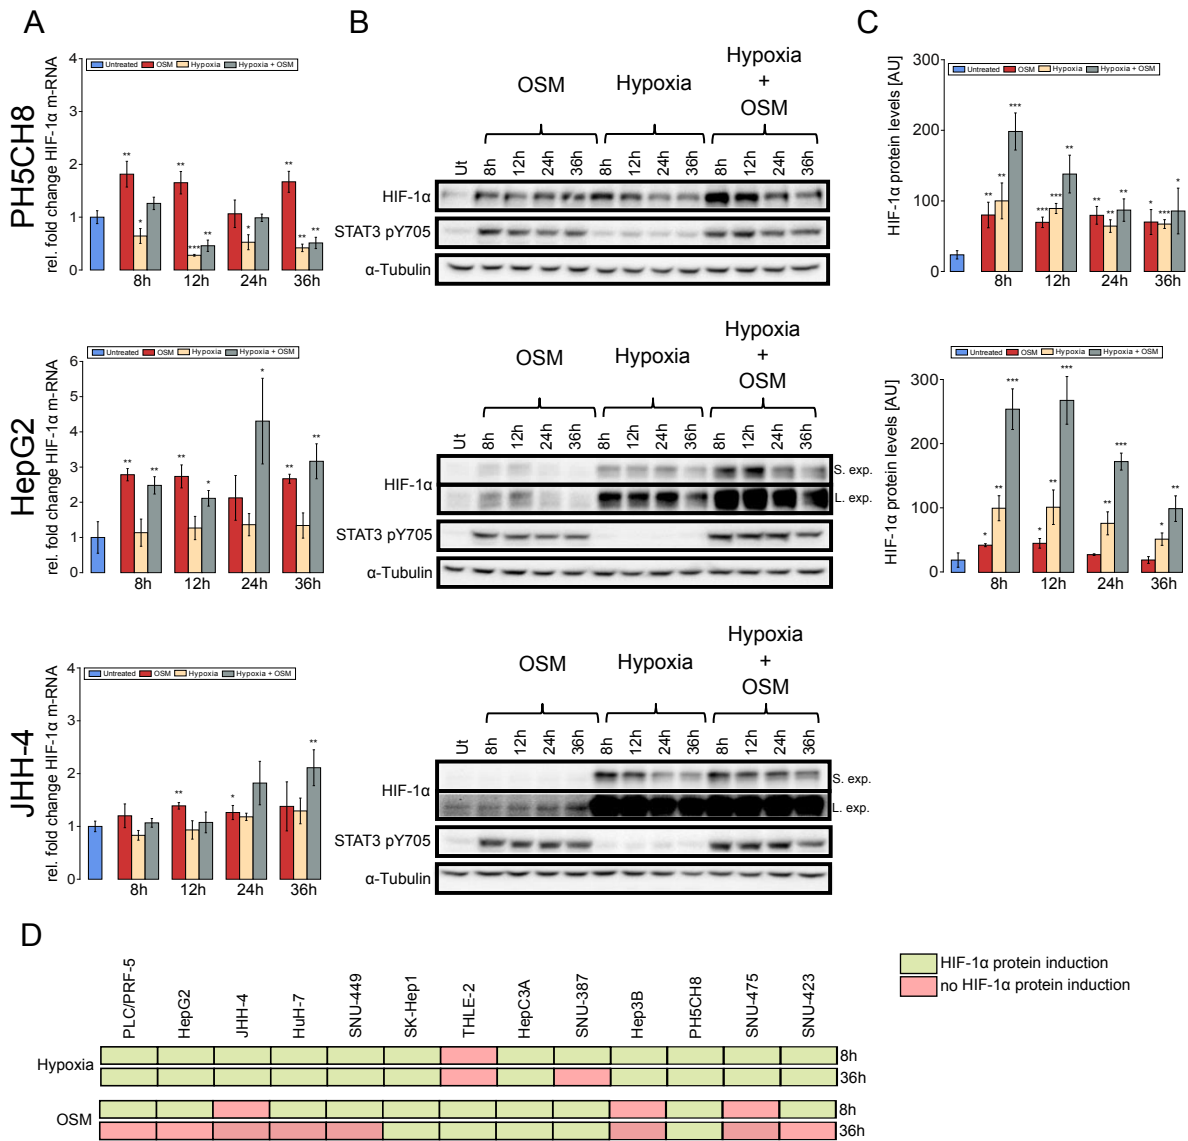 A
B
C
PH5CH8
rel. fold change HIF-1α m-RNA
4
3
2
1
0
Untreated OSM Hypoxia Hypoxia + OSM
** ** ** * *** ** * ** **
8h 12h 24h 36h
OSM
Hypoxia
Hypoxia
+
OSM
Ut 8h 12h 24h 36h 8h 12h 24h 36h 8h 12h 24h 36h
HIF-1α
STAT3 pY705
α-Tubulin
HIF-1α protein levels [AU]
300
200
100
0
Untreated OSM Hypoxia Hypoxia + OSM
** ** *** *** *** ** ** ** ** * *** *
8h 12h 24h 36h
HepG2
rel. fold change HIF-1α m-RNA
6
5
4
3
2
1
0
Untreated OSM Hypoxia Hypoxia + OSM
** ** ** * * ** **
8h 12h 24h 36h
OSM
Hypoxia
Hypoxia
+
OSM
Ut 8h 12h 24h 36h 8h 12h 24h 36h 8h 12h 24h 36h
HIF-1α
S. exp.
L. exp.
STAT3 pY705
α-Tubulin
HIF-1α protein levels [AU]
300
200
100
0
Untreated OSM Hypoxia Hypoxia + OSM
* ** *** * ** *** ** *** * **
8h 12h 24h 36h
JHH-4
rel. fold change HIF-1α m-RNA
4
3
2
1
0
Untreated OSM Hypoxia Hypoxia + OSM
** * **
8h 12h 24h 36h
OSM
Hypoxia
Hypoxia
+
OSM
Ut 8h 12h 24h 36h 8h 12h 24h 36h 8h 12h 24h 36h
HIF-1α
S. exp.
L. exp.
STAT3 pY705
α-Tubulin
D
PLC/PRF-5 HepG2 JHH-4 HuH-7 SNU-449 SK-Hep1 THLE-2 HepC3A SNU-387 Hep3B PH5CH8 SNU-475 SNU-423
HIF-1α protein induction
no HIF-1α protein induction
Hypoxia
8h
36h
OSM
8h
36h